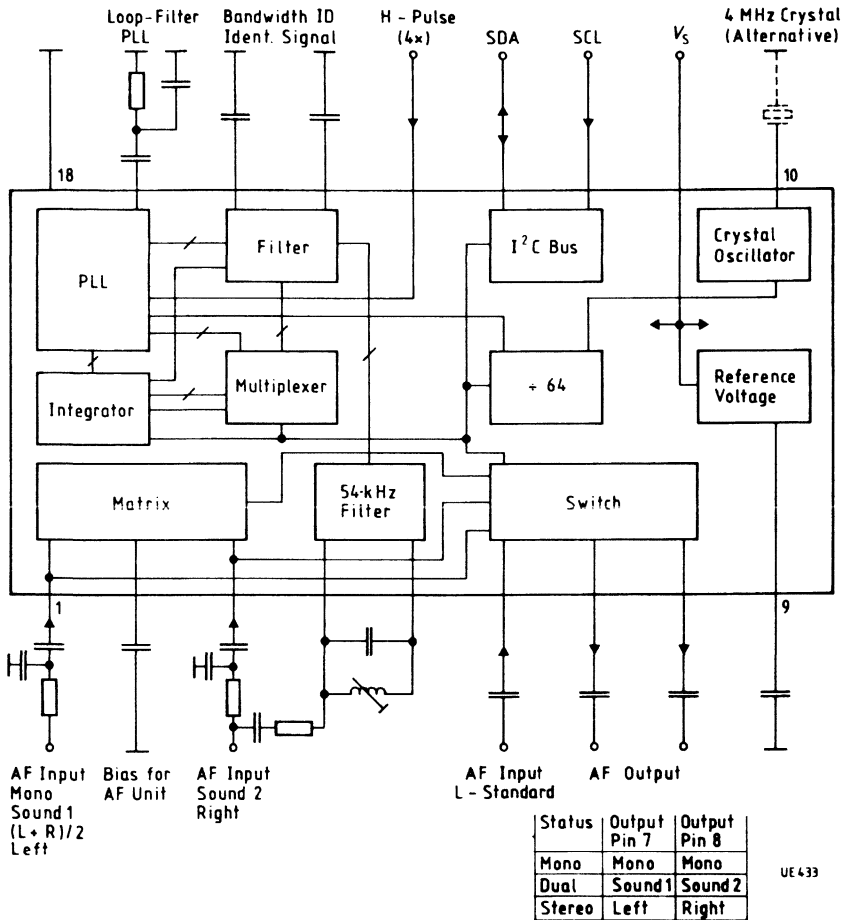 Loop-Filter
PLL
Bandwidth ID
Ident. Signal
H - Pulse
(4x)
SDA
SCL
VS
4 MHz Crystal
(Alternative)
18
10
PLL
Filter
I²C Bus
Crystal
Oscillator
Integrator
Multiplexer
÷ 64
Reference
Voltage
Matrix
54-kHz
Filter
Switch
1
9
AF Input
Mono
Sound 1
(L + R)/2
Left
Bias for
AF Unit
AF Input
Sound 2
Right
AF Input
L - Standard
AF Output
Status Output Pin 7 Output Pin 8
Mono Mono Mono
Dual Sound 1 Sound 2
Stereo Left Right
UE433